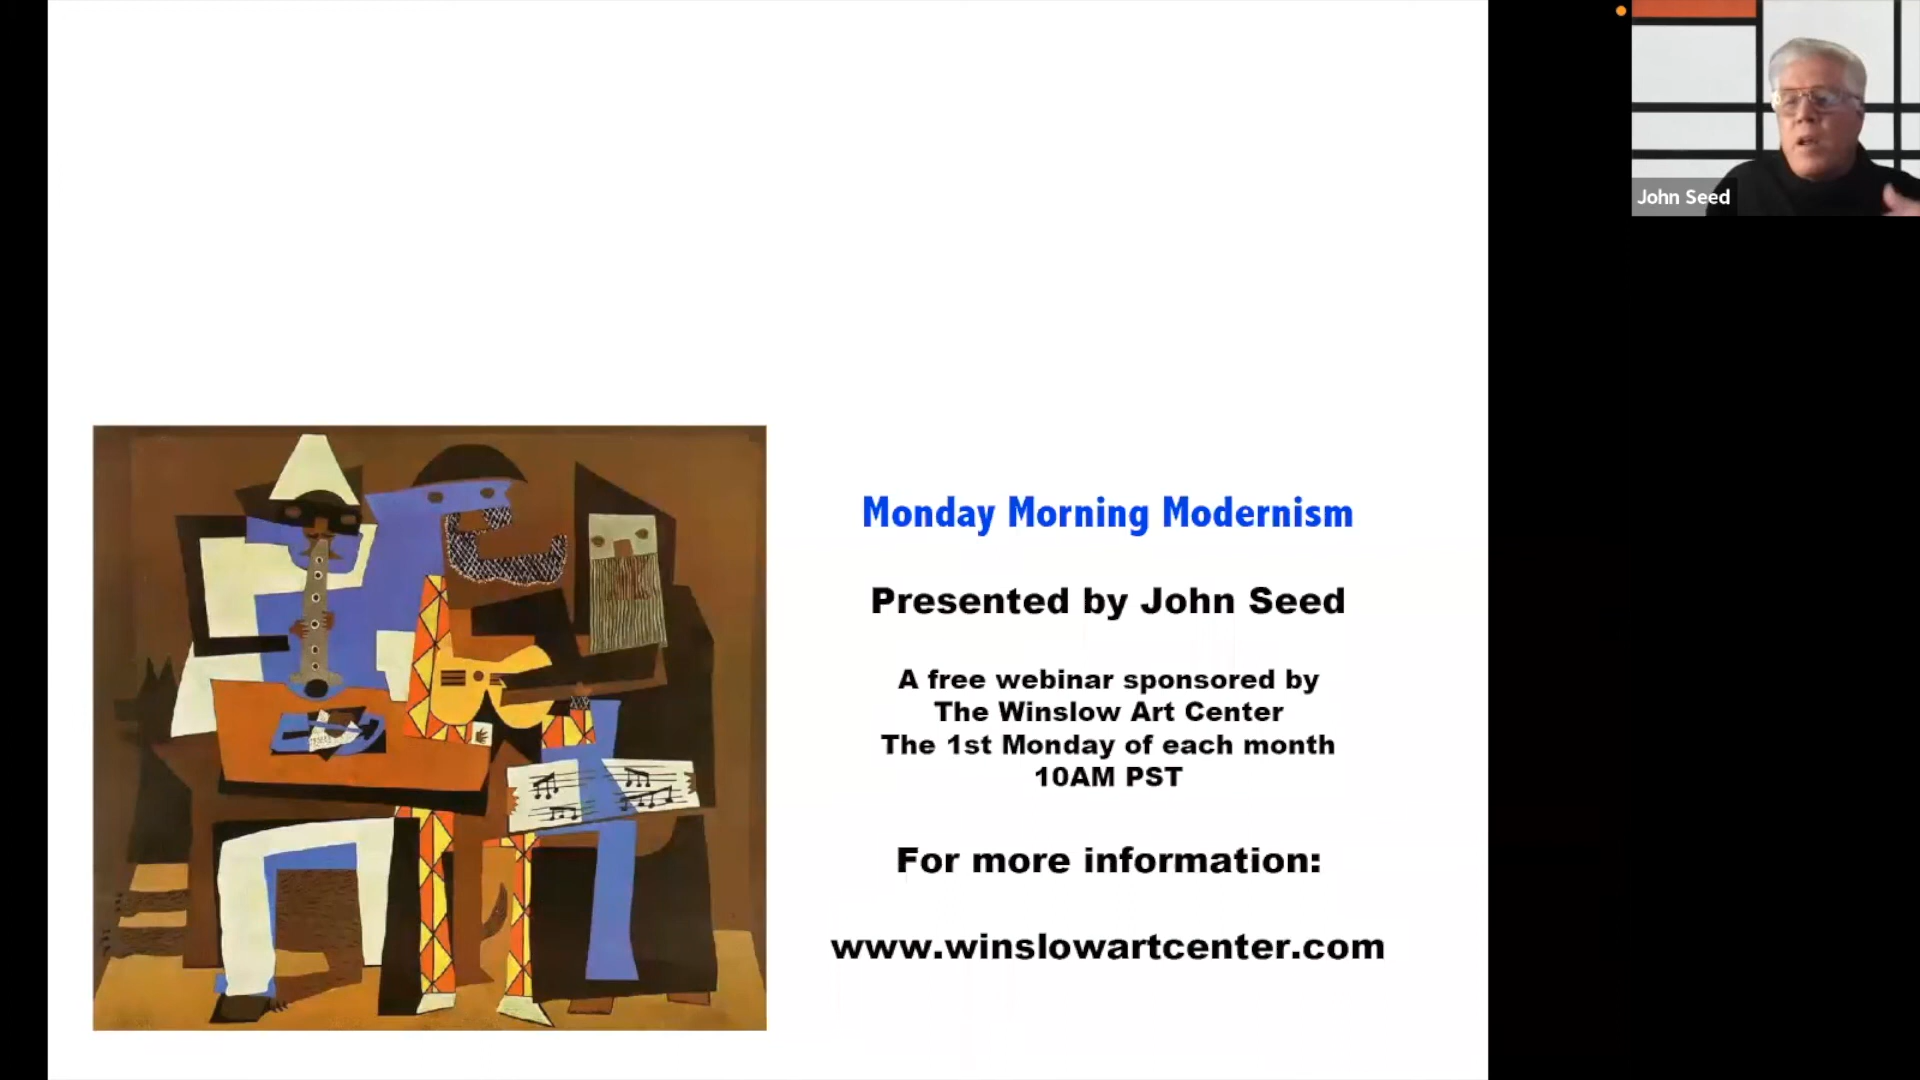 John Seed
Monday Morning Modernism
Presented by John Seed
A free webinar sponsored by
The Winslow Art Center
The 1st Monday of each month
10AM PST
For more information:
www.winslowartcenter.com